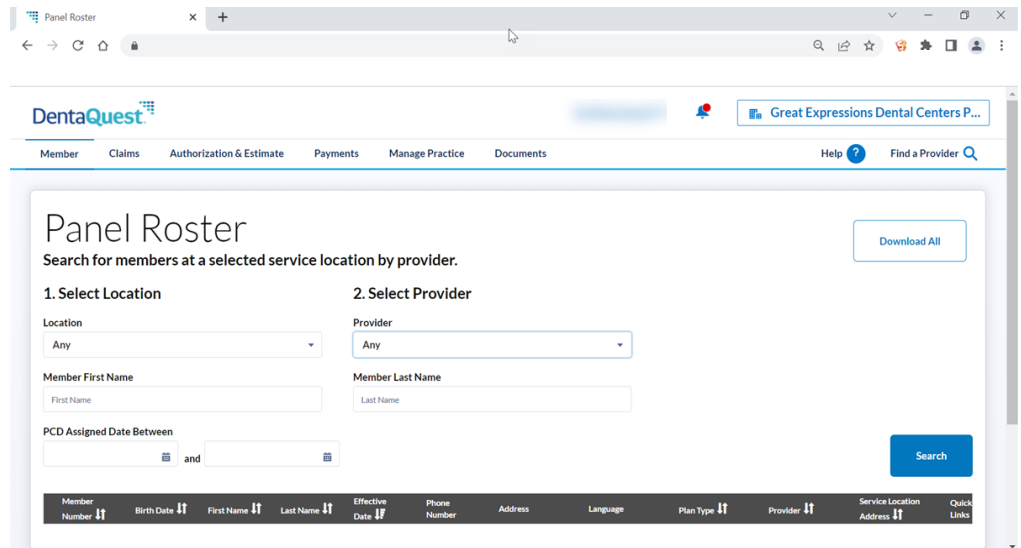 Panel Roster
DentaQuest
Great Expressions Dental Centers P...
Member Claims Authorization & Estimate Payments Manage Practice Documents Help ? Find a Provider
Panel Roster
Download All
Search for members at a selected service location by provider.
1. Select Location 2. Select Provider
Location Provider
Any Any
Member First Name Member Last Name
First Name Last Name
PCD Assigned Date Between
and
Search
Member Number Birth Date First Name Last Name Effective Date Phone Number Address Language Plan Type Provider Service Location Address Quick Links